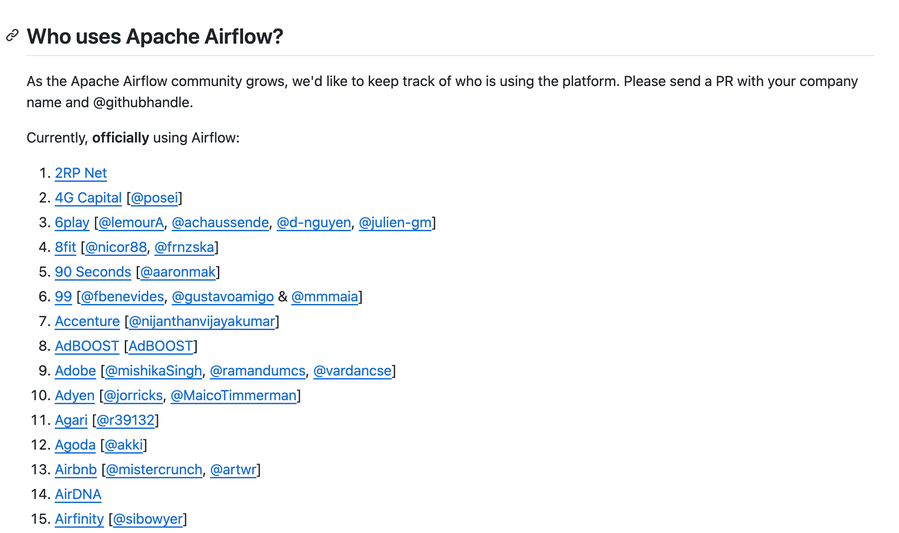 Who uses Apache Airflow?
As the Apache Airflow community grows, we'd like to keep track of who is using the platform. Please send a PR with your company
name and @githubhandle.
Currently, officially using Airflow:
1. 2RP Net
2. 4G Capital [@posei]
3. 6play [@lemourA, @achaussende, @d-nguyen, @julien-gm]
4. 8fit [@nicor88, @frnzska]
5. 90 Seconds [@aaronmak]
6. 99 [@fbenevides, @gustavoamigo & @mmmaia]
7. Accenture [@nijanthanvijayakumar]
8. AdBOOST [AdBOOST]
9. Adobe [@mishikaSingh, @ramandumcs, @vardancse]
10. Adyen [@jorricks, @MaicoTimmerman]
11. Agari [@r39132]
12. Agoda [@akki]
13. Airbnb [@mistercrunch, @artwr]
14. AirDNA
15. Airfinity [@sibowyer]